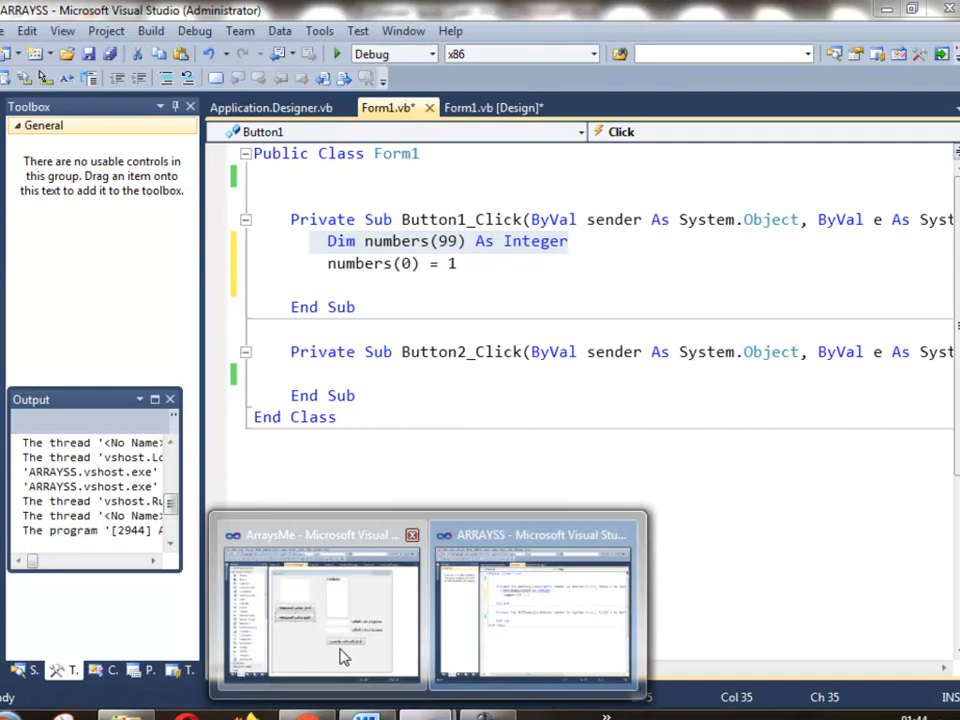 ARRAYSS - Microsoft Visual Studio (Administrator)
Edit View Project Build Debug Team Data Tools Test Window Help
Debug x86
Toolbox
General
There are no usable controls in
this group. Drag an item onto
this text to add it to the toolbox.
Application.Designer.vb Form1.vb* Form1.vb [Design]*
Button1 Click
Public Class Form1
Private Sub Button1_Click(ByVal sender As System.Object, ByVal e As Syst
Dim numbers(99) As Integer
numbers(0) = 1
End Sub
Private Sub Button2_Click(ByVal sender As System.Object, ByVal e As Syst
End Sub
End Class
Output
The thread '<No Name>
The thread 'vshost.Lo
'ARRAYSS.vshost.exe'
'ARRAYSS.vshost.exe'
The thread 'vshost.Ru
The thread '<No Name>
The program '[2944] A
ArraysMe - Microsoft Visual ...
ARRAYSS - Microsoft Visual Stu...
S. T. C. P. T.
ady Col 35 Ch 35 INS
01:44